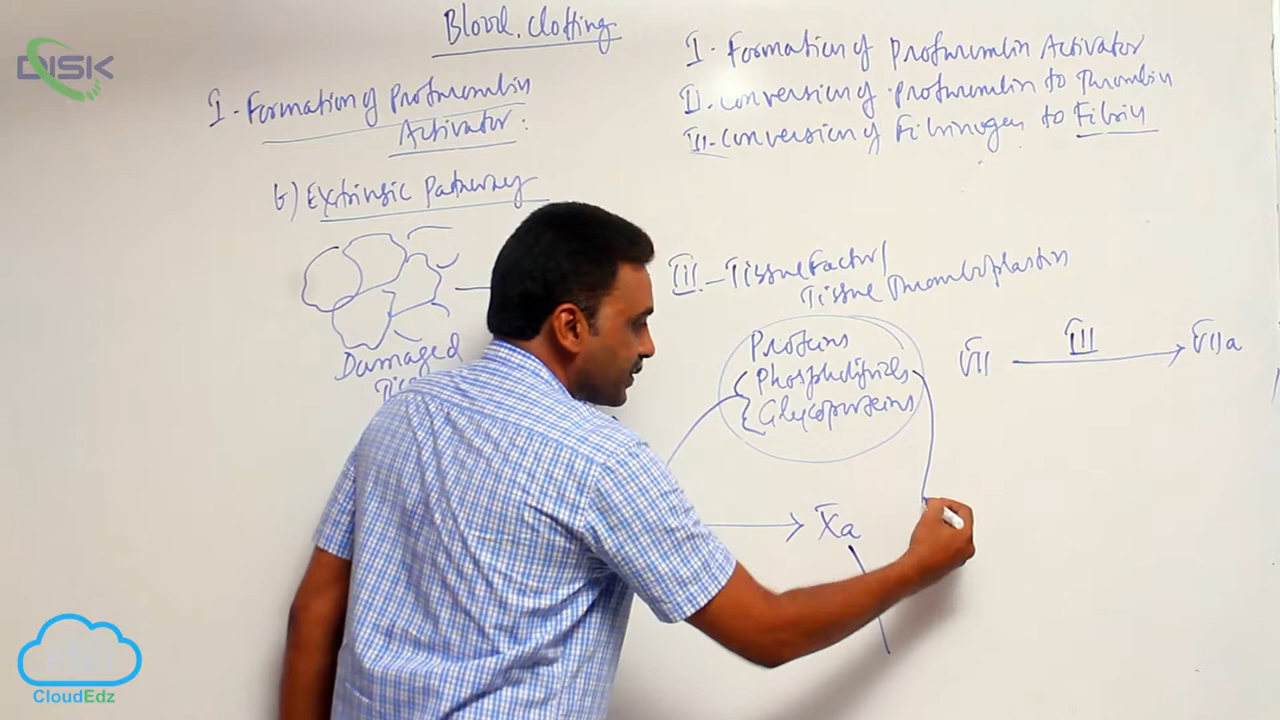 Blood.Clotting
DISK
I. Formation of Prothrombin
Activator:
b) Extrinsic Pathway
Damaged
I. Formation of Prothrombin Activator
II. Conversion of Prothrombin to Thrombin
III. Conversion of Fibrinogen to Fibrin
III - Tissue Factor/
Tissue Thromboplastin
Proteins
Phospholipids
Glycoproteins
VII III VIIa
Xa
CloudEdz